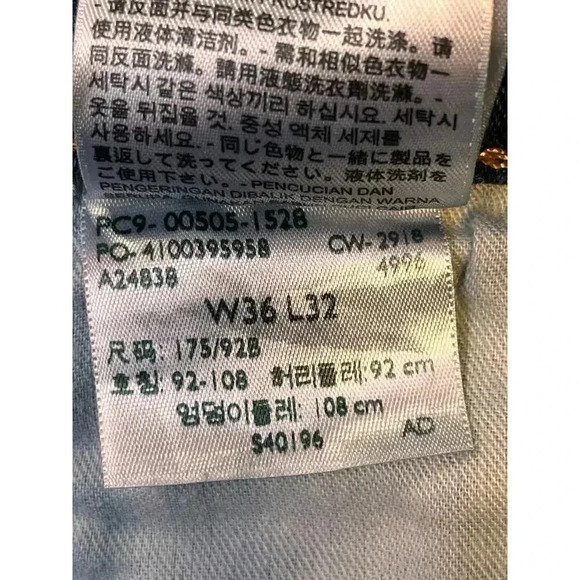 ROSTREDKU.
- 请反面并与同类色衣物一起洗涤。请
使用液体清洁剂。- 需和相似色衣物一
同反面洗滌。請用液態洗衣劑洗滌。-
세탁시 같은 색상끼리 하십시요. 세탁시
옷을 뒤집을 것. 중성 액체 세제를
사용하세요. - 同じ色物と一緒に製品を
裏返して洗ってください。液体洗剤を
ご使用下さい。- PENCUCIAN DAN
PENGERINGAN DIBALIK DENGAN WARNA
PC9-00505-1528
PO-4100395958 CW-2918
A24838 4996
W36 L32
尺码: 175/92B
호칭: 92-108 허리둘레: 92 cm
엉덩이둘레: 108 cm
S40196 AD